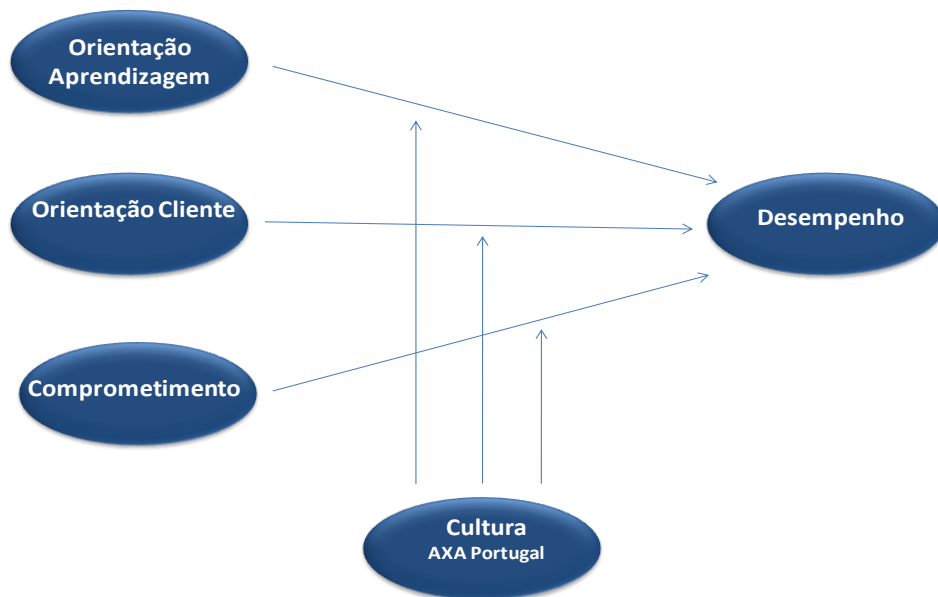 Orientação
Aprendizagem
Orientação Cliente
Desempenho
Comprometimento
Cultura
AXA Portugal